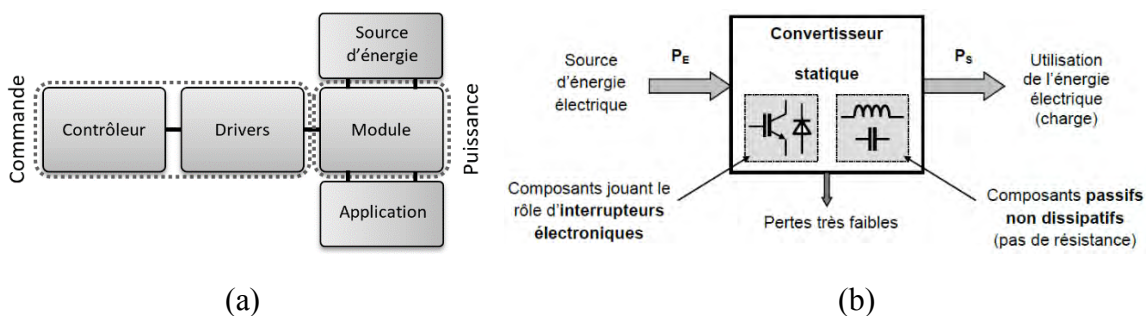 Commande
Contrôleur
Drivers
Source
d'énergie
Module
Application
Puissance
(a)
Source
d'énergie
électrique
P_E
Convertisseur
statique
P_S
Utilisation
de l'énergie
électrique
(charge)
Composants jouant le
rôle d'interrupteurs
électroniques
Pertes très faibles
Composants passifs
non dissipatifs
(pas de résistance)
(b)